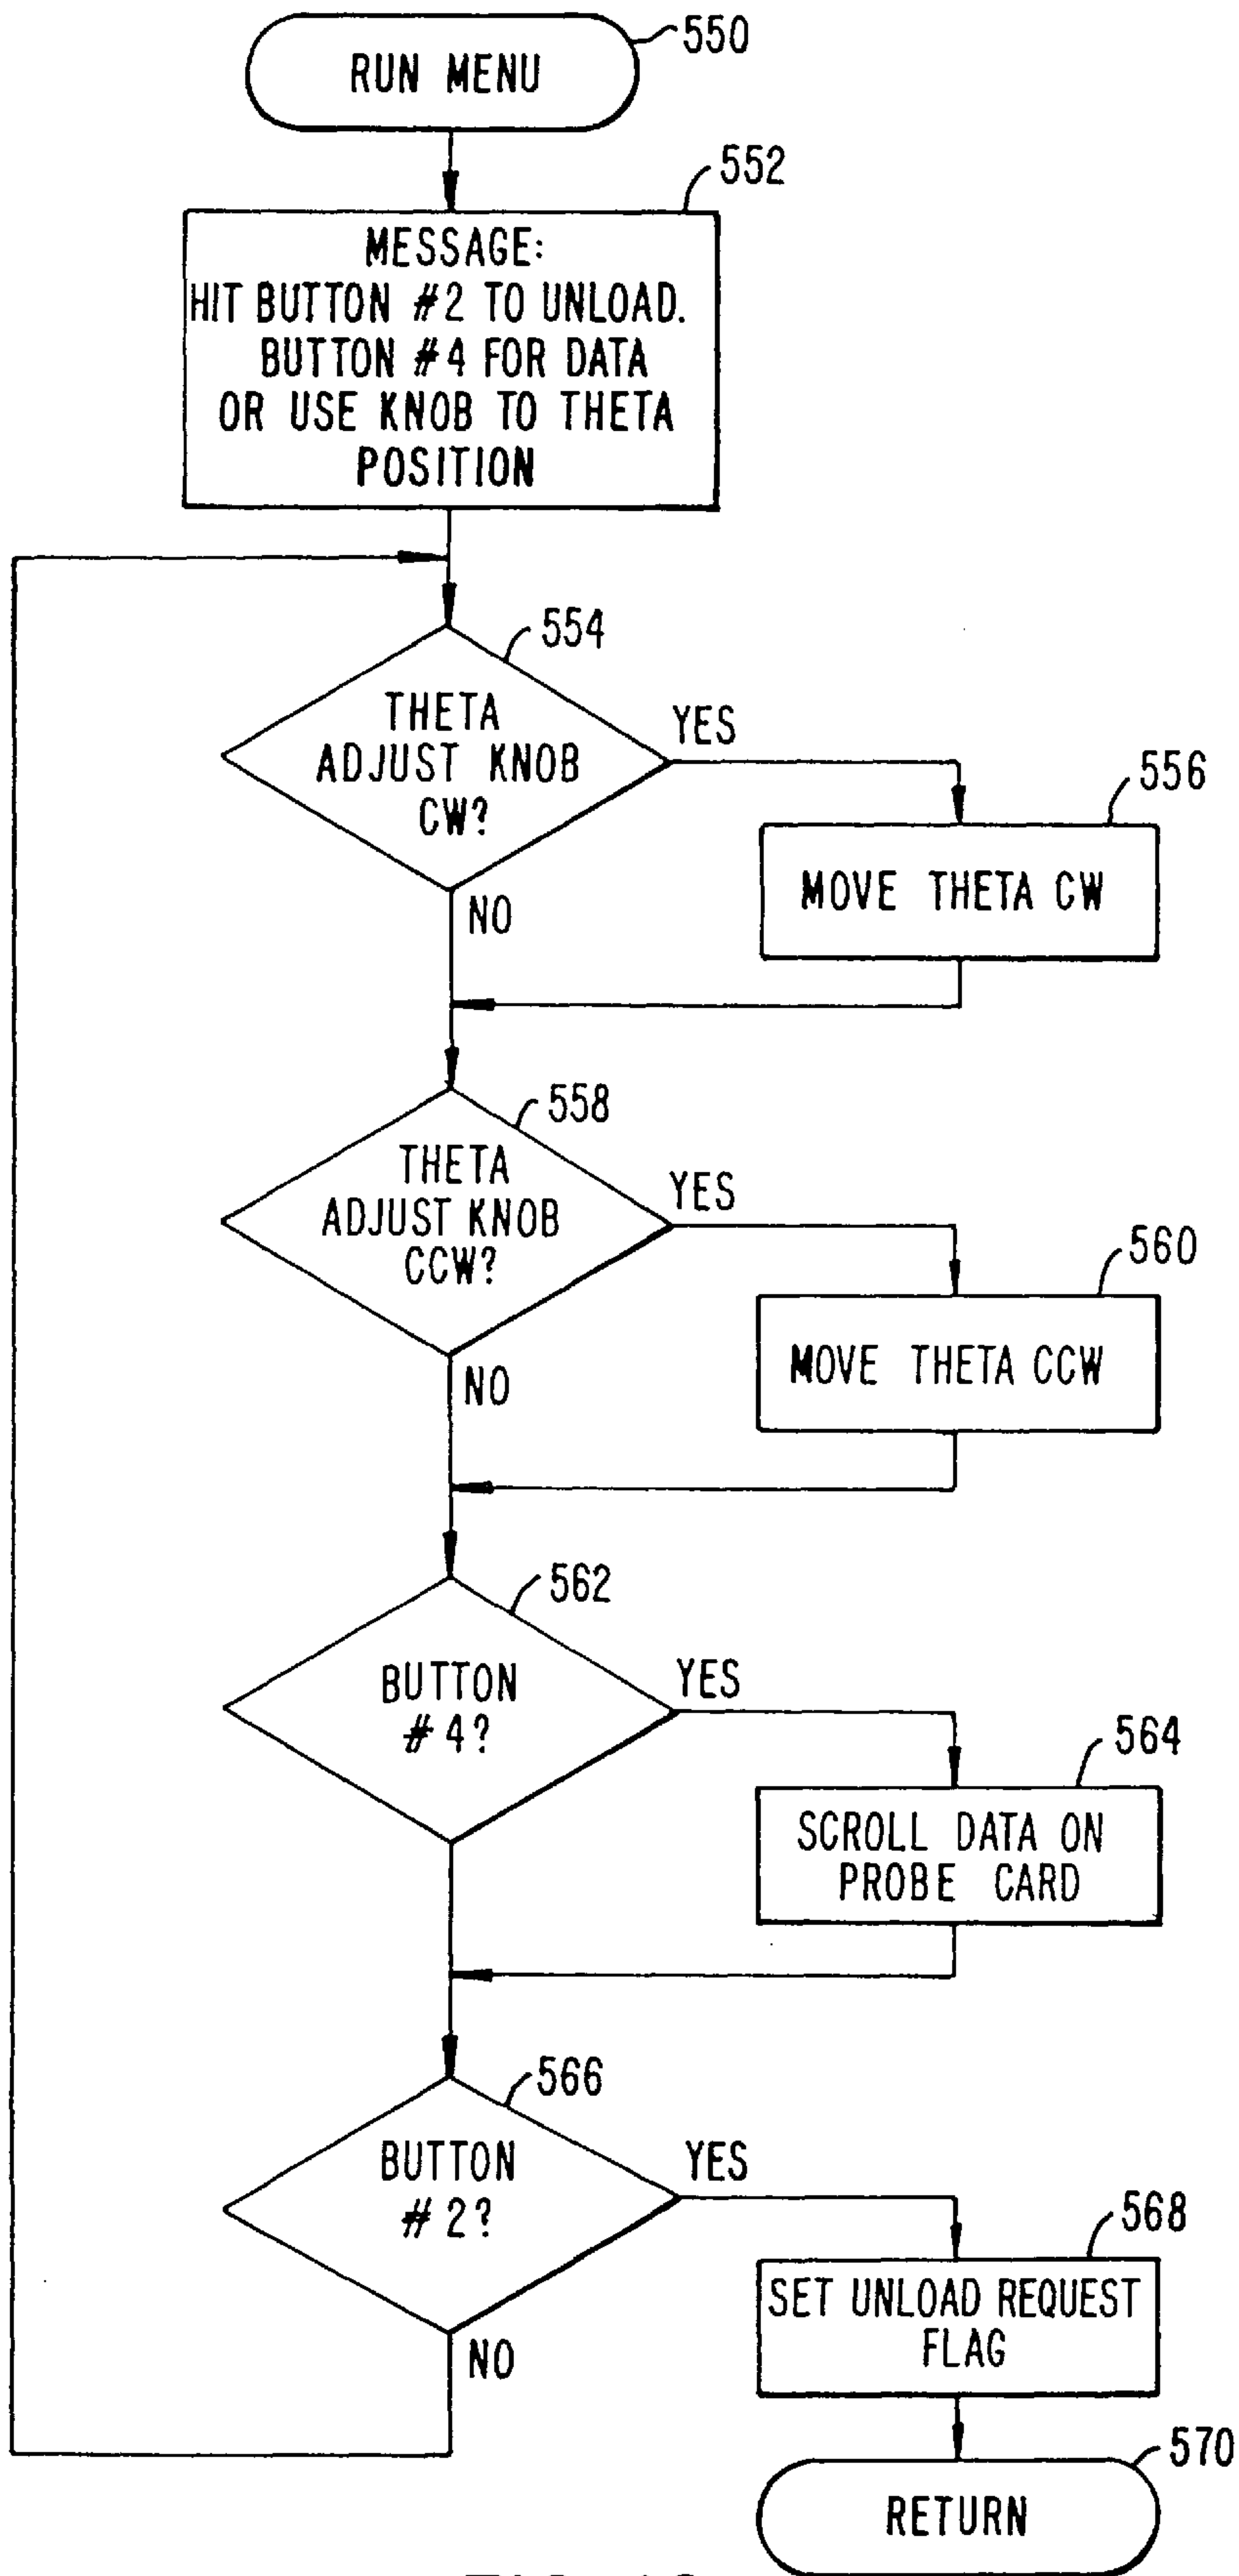 550
RUN MENU
552
MESSAGE:
HIT BUTTON #2 TO UNLOAD.
BUTTON #4 FOR DATA
OR USE KNOB TO THETA
POSITION
554
THETA
ADJUST KNOB
CW?
YES
556
MOVE THETA CW
NO
558
THETA
ADJUST KNOB
CCW?
YES
560
MOVE THETA CCW
NO
562
BUTTON
#4?
YES
564
SCROLL DATA ON
PROBE CARD
566
BUTTON
#2?
YES
568
SET UNLOAD REQUEST
FLAG
NO
570
RETURN